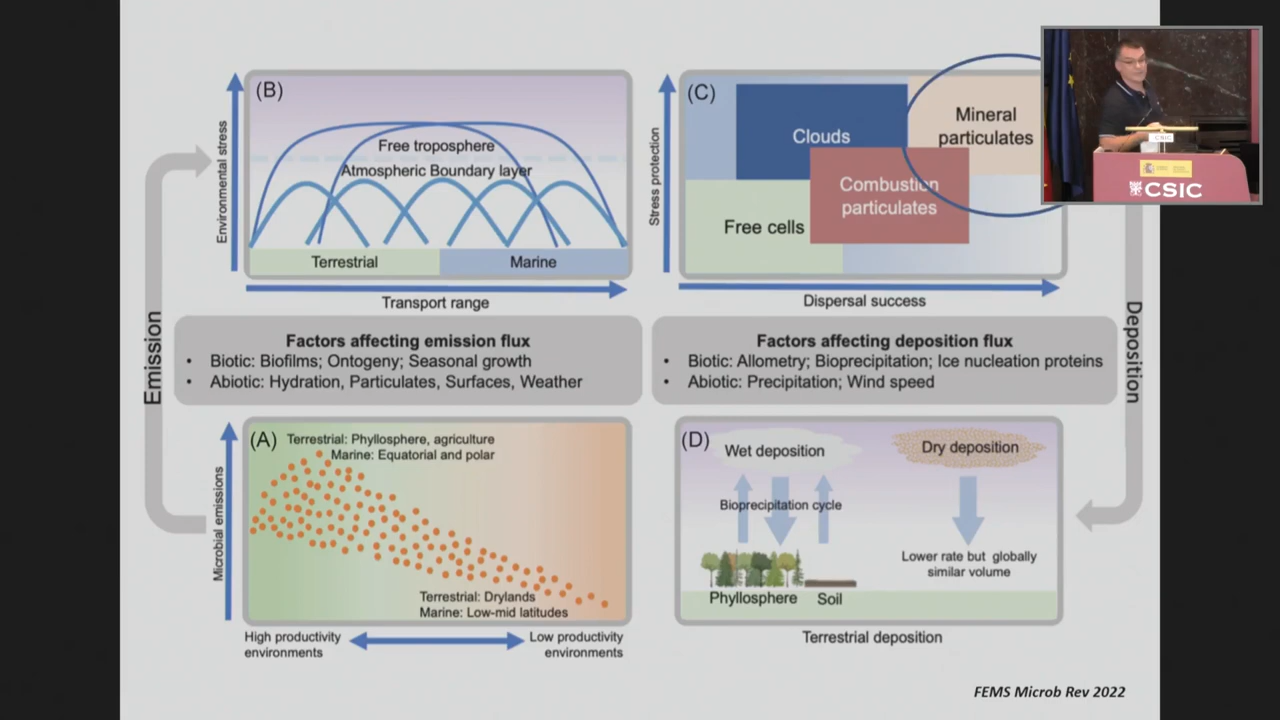 (B)
Environmental stress
Free troposphere
Atmospheric Boundary layer
Terrestrial
Marine
Transport range
(C)
Stress protection
Clouds
Mineral
particulates
Combustion
particulates
Free cells
Dispersal success
CSIC
CSIC
Emission
Factors affecting emission flux
• Biotic: Biofilms; Ontogeny; Seasonal growth
• Abiotic: Hydration, Particulates, Surfaces, Weather
Factors affecting deposition flux
• Biotic: Allometry; Bioprecipitation; Ice nucleation proteins
• Abiotic: Precipitation; Wind speed
Deposition
(A)
Microbial emissions
Terrestrial: Phyllosphere, agriculture
Marine: Equatorial and polar
Terrestrial: Drylands
Marine: Low-mid latitudes
High productivity
environments
Low productivity
environments
(D)
Wet deposition
Dry deposition
Bioprecipitation cycle
Lower rate but globally
similar volume
Phyllosphere
Soil
Terrestrial deposition
FEMS Microb Rev 2022